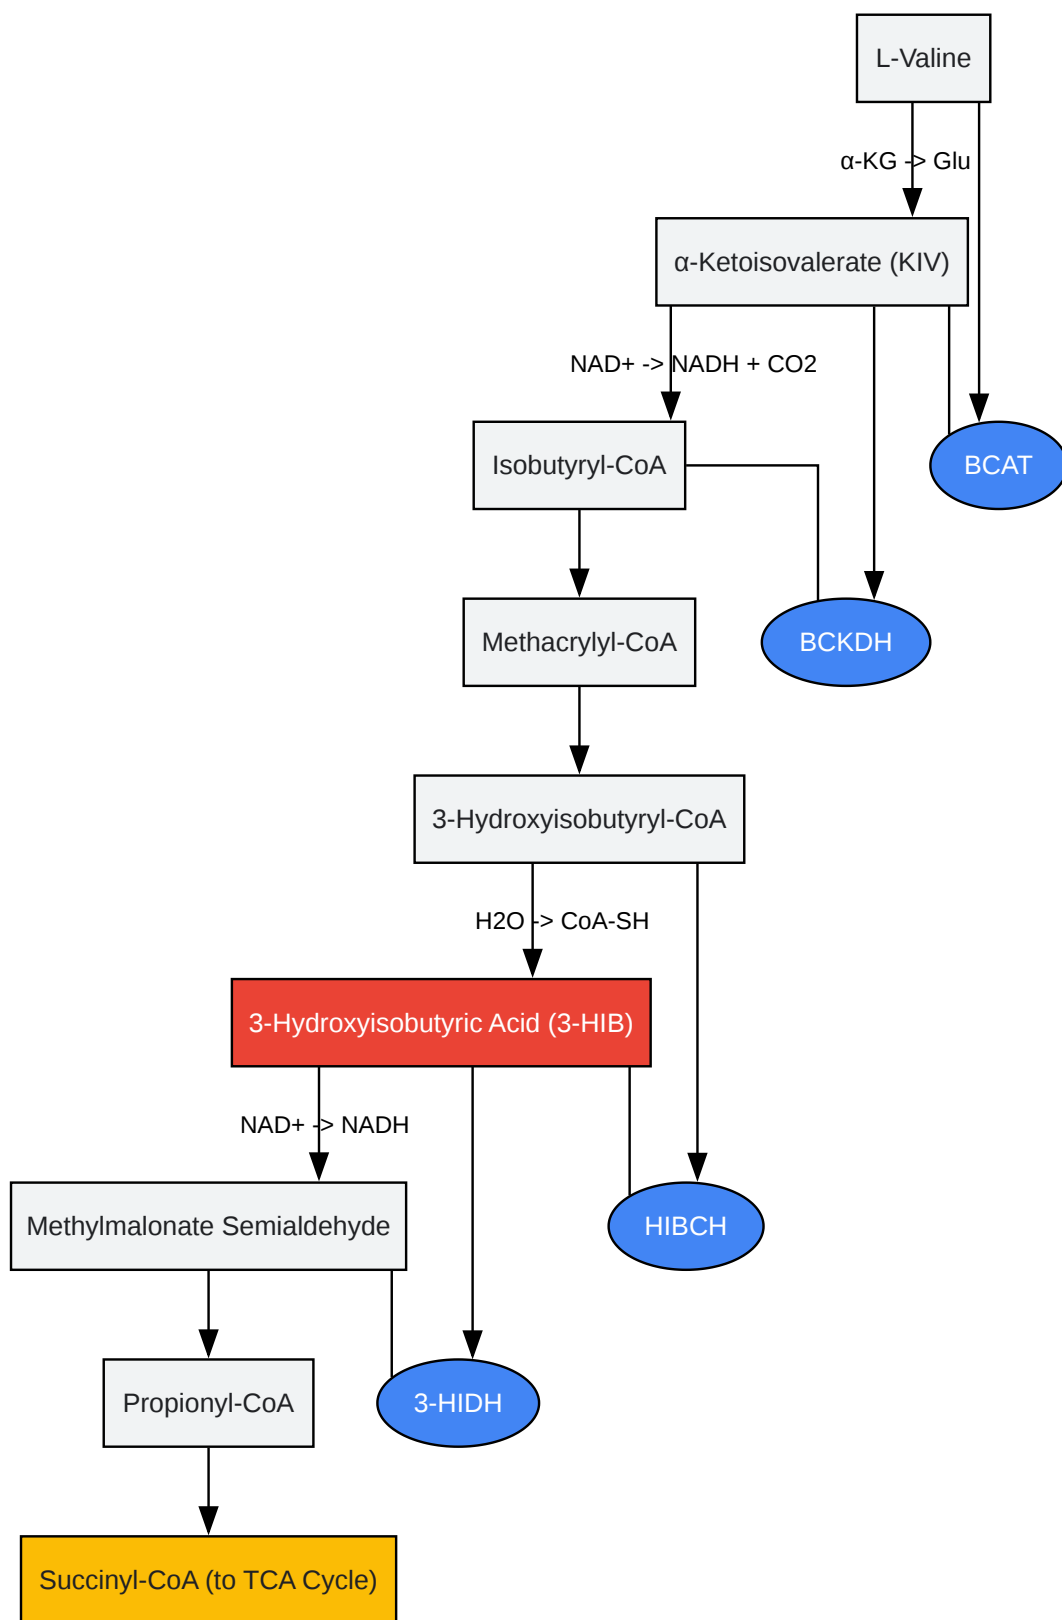 L-Valine
α-KG -> Glu
α-Ketoisovalerate (KIV)
NAD+ -> NADH + CO2
Isobutyryl-CoA
BCAT
Methacrylyl-CoA
BCKDH
3-Hydroxyisobutyryl-CoA
H2O -> CoA-SH
3-Hydroxyisobutyric Acid (3-HIB)
NAD+ -> NADH
Methylmalonate Semialdehyde
HIBCH
Propionyl-CoA
3-HIDH
Succinyl-CoA (to TCA Cycle)